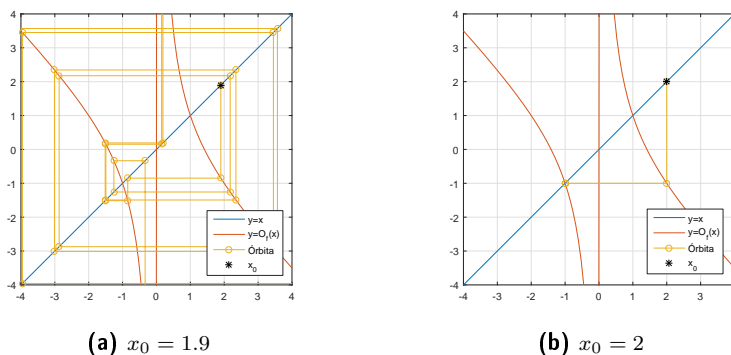 4
3
2
1
0
-1
-2
-3
-4
-4 -3 -2 -1 0 1 2 3 4
y=x
y=O_f(x)
Órbita
x_0
(a) x_0 = 1.9
4
3
2
1
0
-1
-2
-3
-4
-4 -3 -2 -1 0 1 2 3
y=x
y=O_f(x)
Órbita
x_0
(b) x_0 = 2